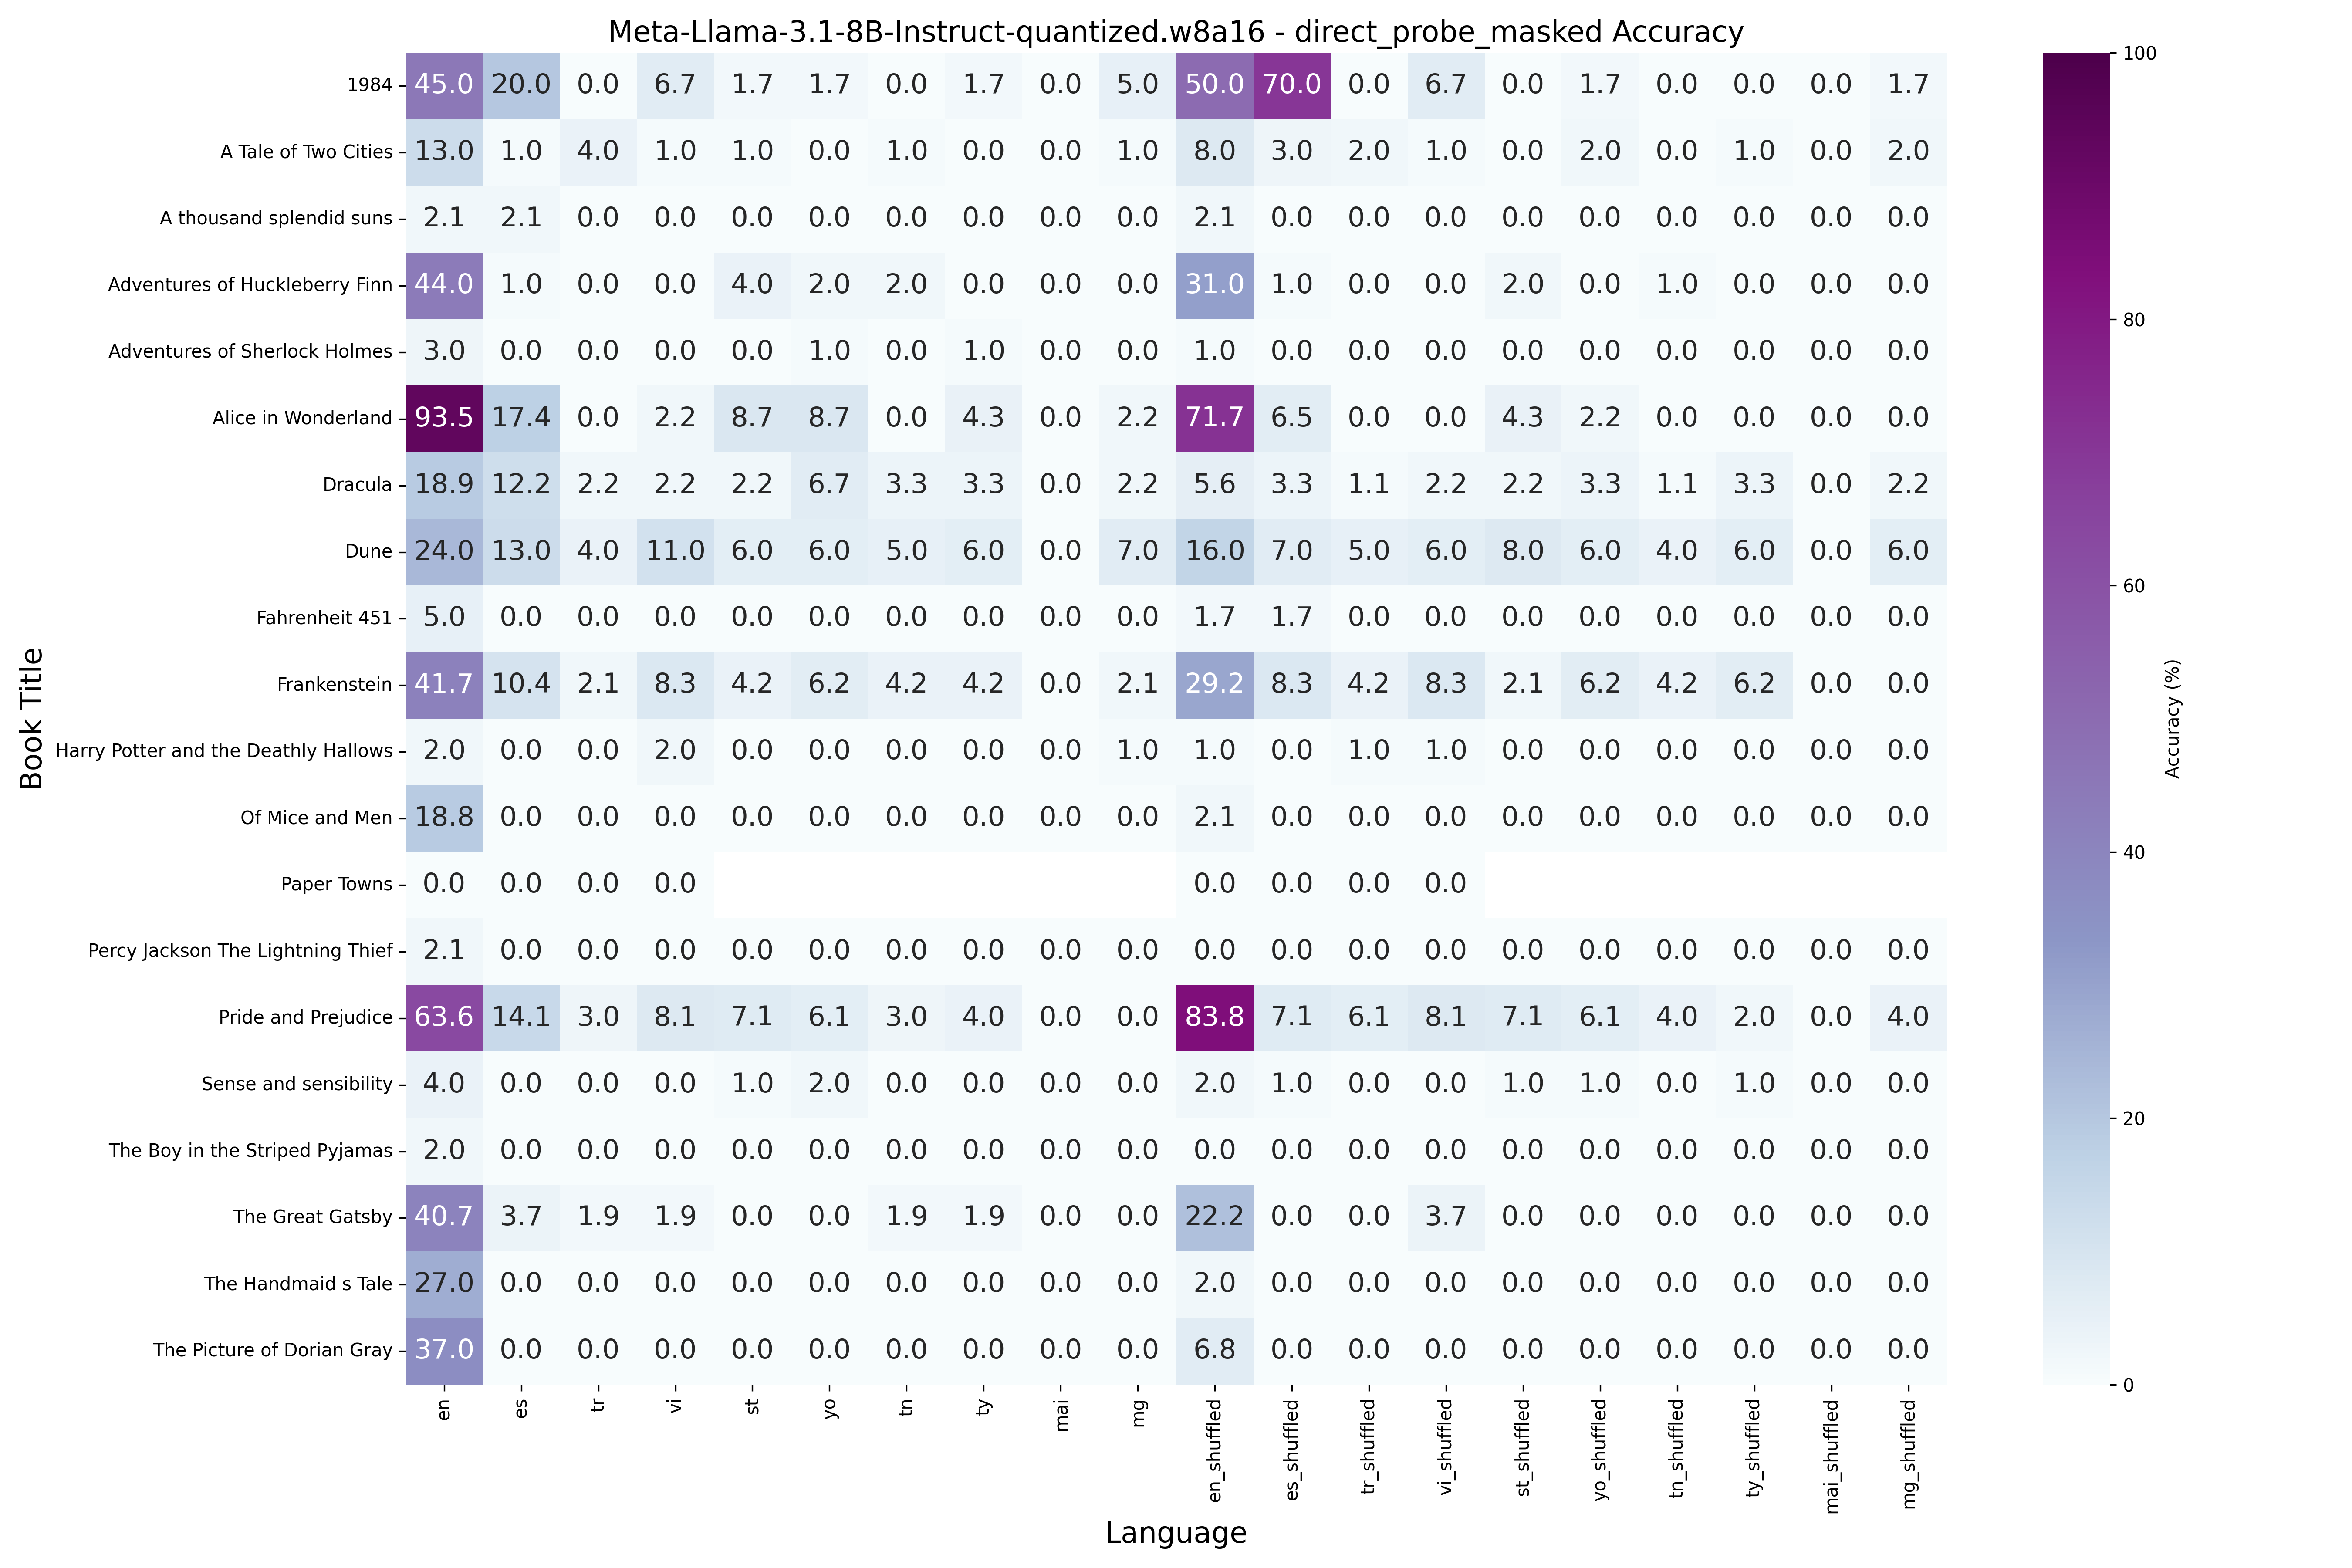 Meta-Llama-3.1-8B-Instruct-quantized.w8a16 - direct_probe_masked Accuracy
Book Title
1984 45.0 20.0 0.0 6.7 1.7 1.7 0.0 1.7 0.0 5.0 50.0 70.0 0.0 6.7 0.0 1.7 0.0 0.0 0.0 1.7
A Tale of Two Cities 13.0 1.0 4.0 1.0 1.0 0.0 1.0 0.0 0.0 1.0 8.0 3.0 2.0 1.0 0.0 2.0 0.0 1.0 0.0 2.0
A thousand splendid suns 2.1 2.1 0.0 0.0 0.0 0.0 0.0 0.0 0.0 0.0 2.1 0.0 0.0 0.0 0.0 0.0 0.0 0.0 0.0 0.0
Adventures of Huckleberry Finn 44.0 1.0 0.0 0.0 4.0 2.0 2.0 0.0 0.0 0.0 31.0 1.0 0.0 0.0 2.0 0.0 1.0 0.0 0.0 0.0
Adventures of Sherlock Holmes 3.0 0.0 0.0 0.0 0.0 1.0 0.0 1.0 0.0 0.0 1.0 0.0 0.0 0.0 0.0 0.0 0.0 0.0 0.0 0.0
Alice in Wonderland 93.5 17.4 0.0 2.2 8.7 8.7 0.0 4.3 0.0 2.2 71.7 6.5 0.0 0.0 4.3 2.2 0.0 0.0 0.0 0.0
Dracula 18.9 12.2 2.2 2.2 2.2 6.7 3.3 3.3 0.0 2.2 5.6 3.3 1.1 2.2 2.2 3.3 1.1 3.3 0.0 2.2
Dune 24.0 13.0 4.0 11.0 6.0 6.0 5.0 6.0 0.0 7.0 16.0 7.0 5.0 6.0 8.0 6.0 4.0 6.0 0.0 6.0
Fahrenheit 451 5.0 0.0 0.0 0.0 0.0 0.0 0.0 0.0 0.0 0.0 1.7 1.7 0.0 0.0 0.0 0.0 0.0 0.0 0.0 0.0
Frankenstein 41.7 10.4 2.1 8.3 4.2 6.2 4.2 4.2 0.0 2.1 29.2 8.3 4.2 8.3 2.1 6.2 4.2 6.2 0.0 0.0
Harry Potter and the Deathly Hallows 2.0 0.0 0.0 2.0 0.0 0.0 0.0 0.0 0.0 1.0 1.0 0.0 1.0 1.0 0.0 0.0 0.0 0.0 0.0 0.0
Of Mice and Men 18.8 0.0 0.0 0.0 0.0 0.0 0.0 0.0 0.0 0.0 2.1 0.0 0.0 0.0 0.0 0.0 0.0 0.0 0.0 0.0
Paper Towns 0.0 0.0 0.0 0.0 0.0 0.0 0.0 0.0
Percy Jackson The Lightning Thief 2.1 0.0 0.0 0.0 0.0 0.0 0.0 0.0 0.0 0.0 0.0 0.0 0.0 0.0 0.0 0.0 0.0 0.0 0.0 0.0
Pride and Prejudice 63.6 14.1 3.0 8.1 7.1 6.1 3.0 4.0 0.0 0.0 83.8 7.1 6.1 8.1 7.1 6.1 4.0 2.0 0.0 4.0
Sense and sensibility 4.0 0.0 0.0 0.0 1.0 2.0 0.0 0.0 0.0 0.0 2.0 1.0 0.0 0.0 1.0 1.0 0.0 1.0 0.0 0.0
The Boy in the Striped Pyjamas 2.0 0.0 0.0 0.0 0.0 0.0 0.0 0.0 0.0 0.0 0.0 0.0 0.0 0.0 0.0 0.0 0.0 0.0 0.0 0.0
The Great Gatsby 40.7 3.7 1.9 1.9 0.0 0.0 1.9 1.9 0.0 0.0 22.2 0.0 0.0 3.7 0.0 0.0 0.0 0.0 0.0 0.0
The Handmaid s Tale 27.0 0.0 0.0 0.0 0.0 0.0 0.0 0.0 0.0 0.0 2.0 0.0 0.0 0.0 0.0 0.0 0.0 0.0 0.0 0.0
The Picture of Dorian Gray 37.0 0.0 0.0 0.0 0.0 0.0 0.0 0.0 0.0 0.0 6.8 0.0 0.0 0.0 0.0 0.0 0.0 0.0 0.0 0.0
en es tr vi st yo tn ty mai mg en_shuffled es_shuffled tr_shuffled vi_shuffled st_shuffled yo_shuffled tn_shuffled ty_shuffled mai_shuffled mg_shuffled
Language
100
80
60
40
20
0
Accuracy (%)